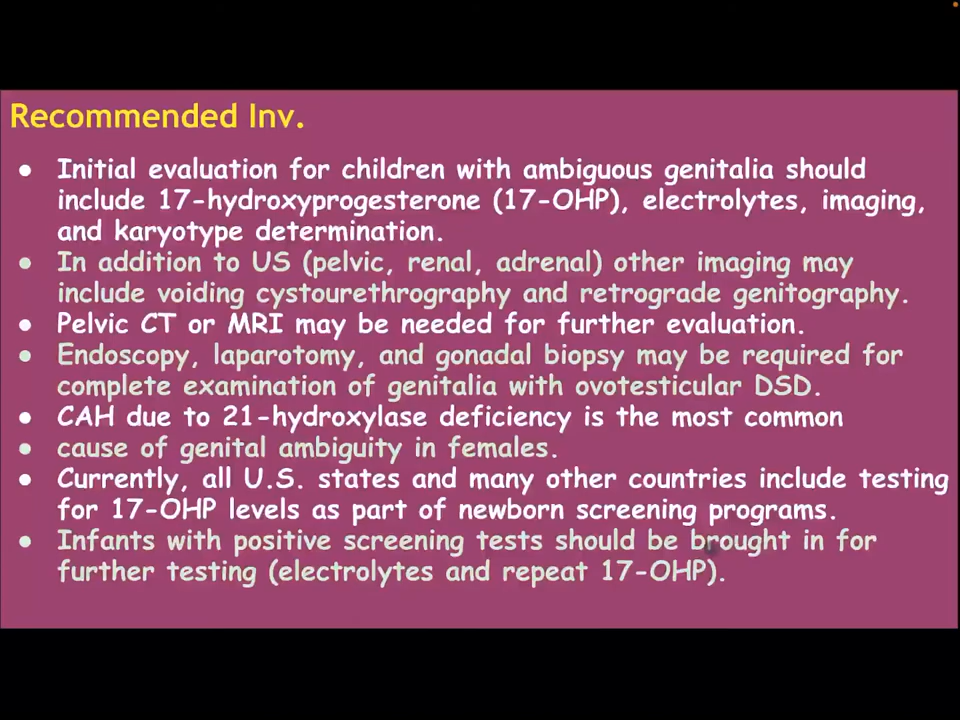 Recommended Inv.
● Initial evaluation for children with ambiguous genitalia should
include 17-hydroxyprogesterone (17-OHP), electrolytes, imaging,
and karyotype determination.
● In addition to US (pelvic, renal, adrenal) other imaging may
include voiding cystourethrography and retrograde genitography.
● Pelvic CT or MRI may be needed for further evaluation.
● Endoscopy, laparotomy, and gonadal biopsy may be required for
complete examination of genitalia with ovotesticular DSD.
● CAH due to 21-hydroxylase deficiency is the most common
● cause of genital ambiguity in females.
● Currently, all U.S. states and many other countries include testing
for 17-OHP levels as part of newborn screening programs.
● Infants with positive screening tests should be brought in for
further testing (electrolytes and repeat 17-OHP).